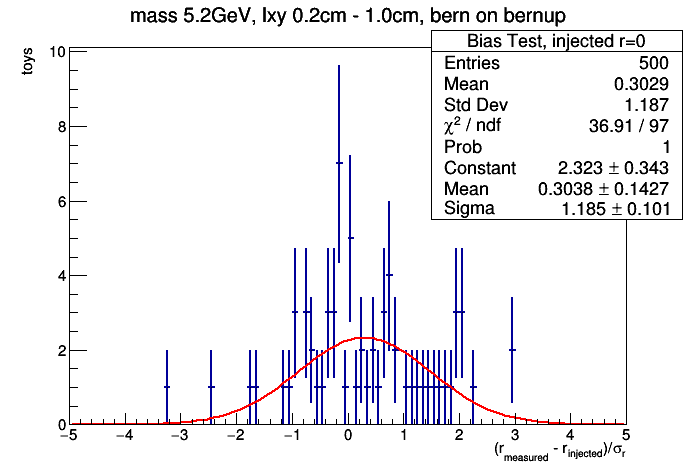 mass 5.2GeV, lxy 0.2cm - 1.0cm, bern on bernup
Bias Test, injected r=0
Entries 500
Mean 0.3029
Std Dev 1.187
χ² / ndf 36.91 / 97
Prob 1
Constant 2.323 ± 0.343
Mean 0.3038 ± 0.1427
Sigma 1.185 ± 0.101
toys
10
8
6
4
2
0
−5 −4 −3 −2 −1 0 1 2 3 4 5
(r_measured - r_injected)/σ_r